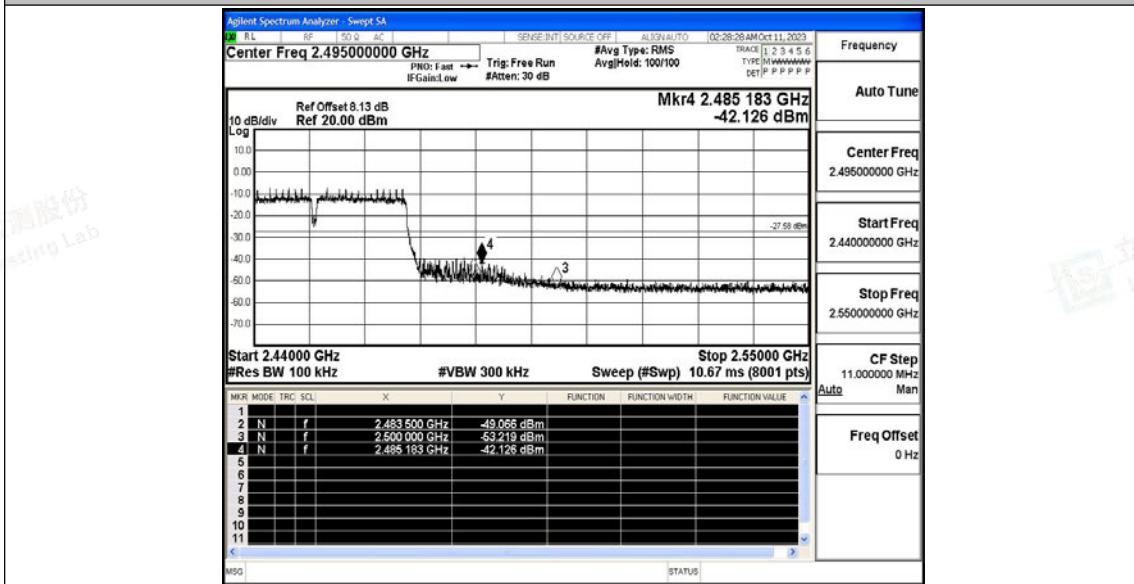 Agilent Spectrum Analyzer - Swept SA
RL RF 50 Ω AC SENSE:INT SOURCE OFF ALIGNAUTO 02:28:28 AM Oct 11, 2023
Center Freq 2.495000000 GHz
#Avg Type: RMS
TRACE 1 2 3 4 5 6
PNO: Fast
Trig: Free Run
Avg|Hold: 100/100
TYPE M
IFGain:Low
#Atten: 30 dB
DET P P P P P P
Mkr4 2.485 183 GHz
-42.126 dBm
Ref Offset 8.13 dB
10 dB/div Ref 20.00 dBm
Log
10.0
0.00
-10.0
-20.0
-27.58 dBm
-30.0
-40.0
-50.0
-60.0
-70.0
4
3
Start 2.44000 GHz Stop 2.55000 GHz
#Res BW 100 kHz #VBW 300 kHz Sweep (#Swp) 10.67 ms (8001 pts)
MKR MODE TRC SCL X Y FUNCTION FUNCTION WIDTH FUNCTION VALUE
1
2 N f 2.483 500 GHz -49.066 dBm
3 N f 2.500 000 GHz -53.219 dBm
4 N f 2.485 183 GHz -42.126 dBm
5
6
7
8
9
10
11
MSG STATUS
Frequency
Auto Tune
Center Freq
2.495000000 GHz
Start Freq
2.440000000 GHz
Stop Freq
2.550000000 GHz
CF Step
11.000000 MHz
Auto Man
Freq Offset
0 Hz
测股份
sting Lab
立